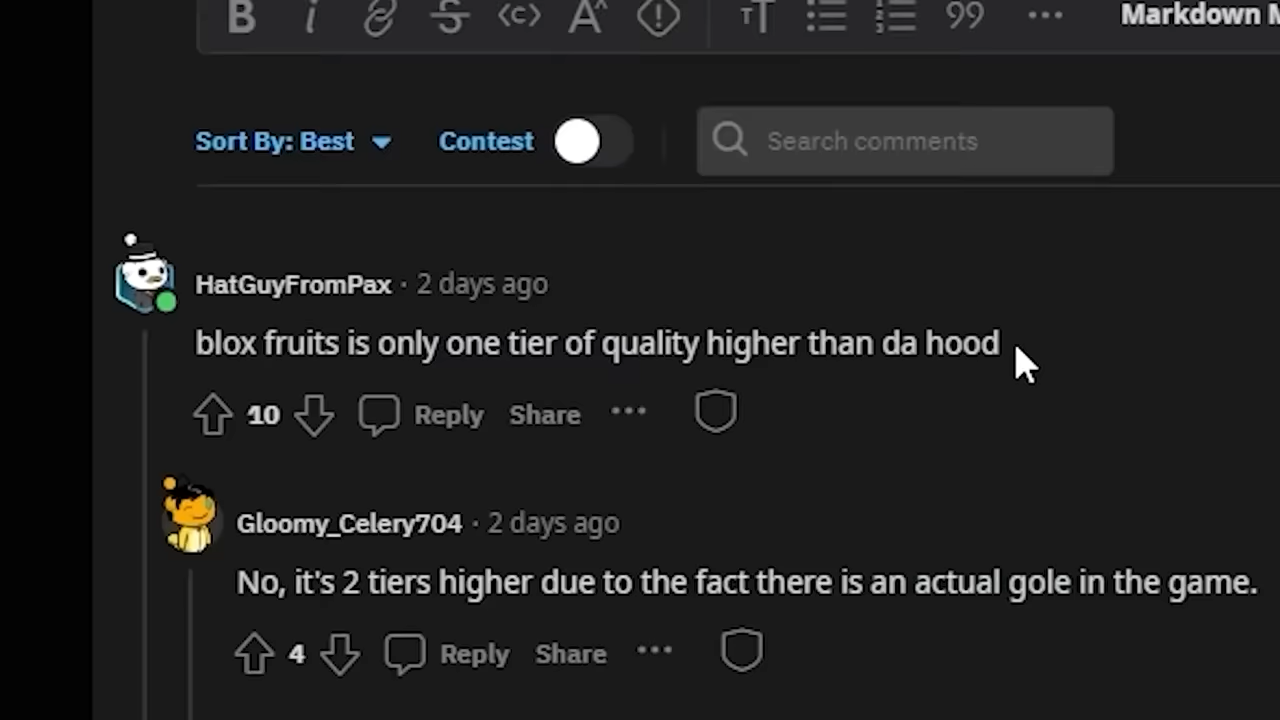 B i S <c> A^ T 99 ... Markdown M
Sort By: Best Contest Search comments
HatGuyFromPax · 2 days ago
blox fruits is only one tier of quality higher than da hood
10 Reply Share ...
Gloomy_Celery704 · 2 days ago
No, it's 2 tiers higher due to the fact there is an actual gole in the game.
4 Reply Share ...